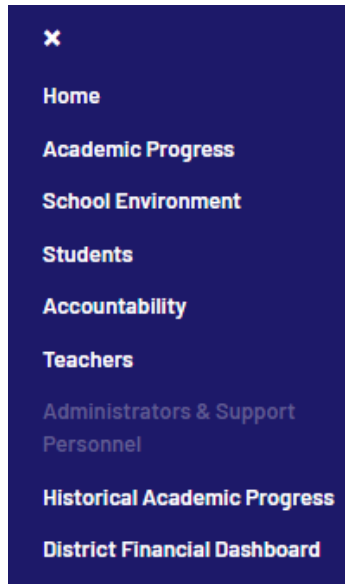 Home
Academic Progress
School Environment
Students
Accountability
Teachers
Administrators & Support
Personnel
Historical Academic Progress
District Financial Dashboard